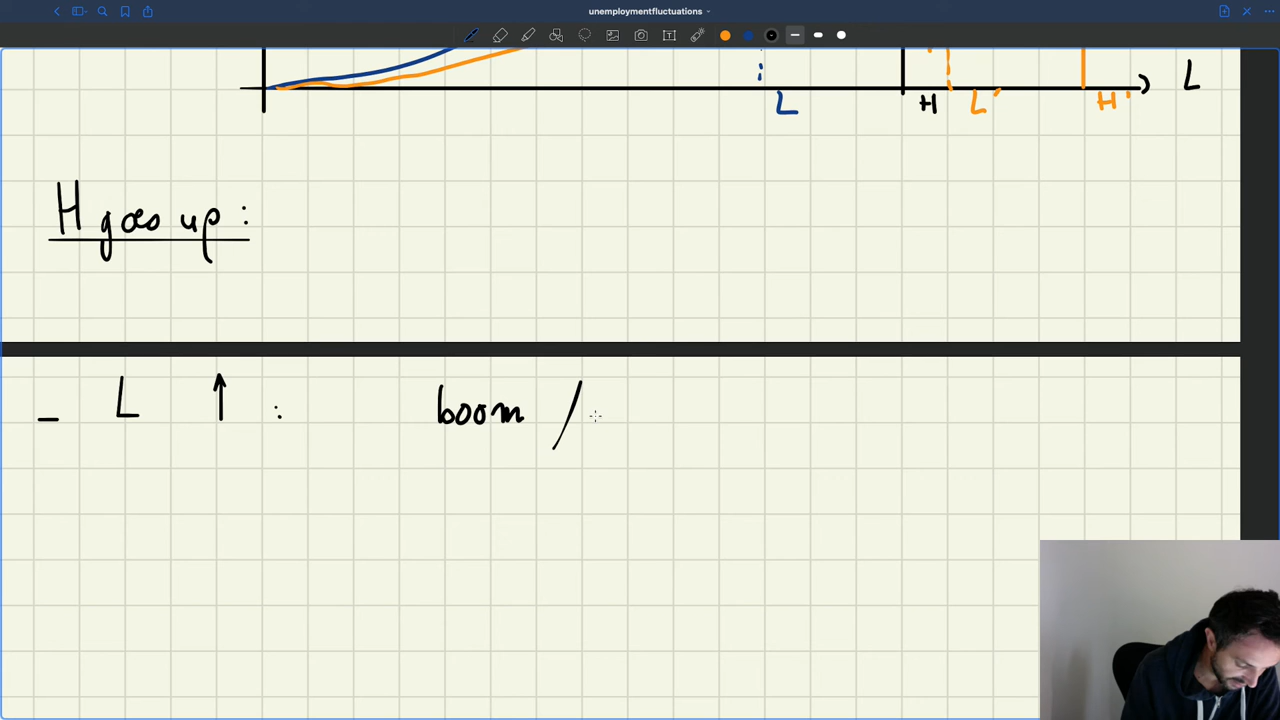 unemploymentfluctuations
L
L H L' H'
H goes up :
- L ↑ : boom /